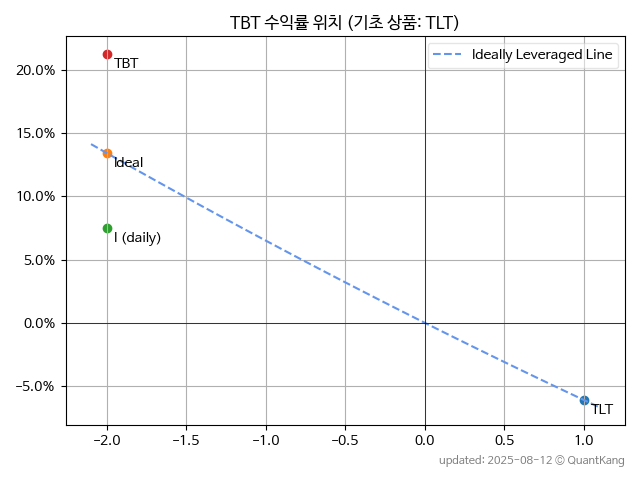 TBT 수익률 위치 (기초 상품: TLT)
Ideally Leveraged Line
20.0%
15.0%
10.0%
5.0%
0.0%
−5.0%
TBT
Ideal
I (daily)
TLT
−2.0 −1.5 −1.0 −0.5 0.0 0.5 1.0
updated: 2025-08-12 © QuantKang